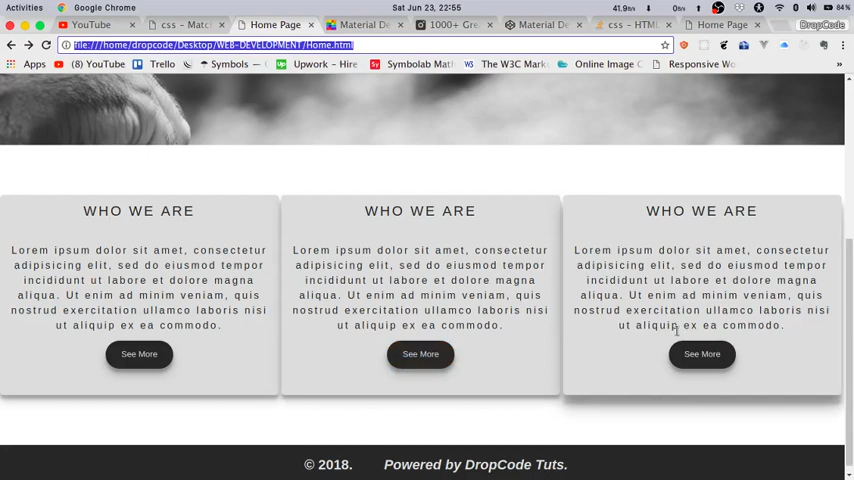 Activities
Google Chrome
Sat Jun 23, 22:55
41.9
0
84%
YouTube
css - Matc
Home Page
Material De
1000+ Grea
Material De
css - HTML
Home Page
DropCode
file:///home/dropcode/Desktop/WEB-DEVELOPMENT/Home.html
Apps
(8) YouTube
Trello
Symbols
Upwork - Hire
Symbolab Mat
The W3C Mark
Online Image C
Responsive Wor
WHO WE ARE
Lorem ipsum dolor sit amet, consectetur
adipisicing elit, sed do eiusmod tempor
incididunt ut labore et dolore magna
aliqua. Ut enim ad minim veniam, quis
nostrud exercitation ullamco laboris nisi
ut aliquip ex ea commodo.
See More
WHO WE ARE
Lorem ipsum dolor sit amet, consectetur
adipisicing elit, sed do eiusmod tempor
incididunt ut labore et dolore magna
aliqua. Ut enim ad minim veniam, quis
nostrud exercitation ullamco laboris nisi
ut aliquip ex ea commodo.
See More
WHO WE ARE
Lorem ipsum dolor sit amet, consectetur
adipisicing elit, sed do eiusmod tempor
incididunt ut labore et dolore magna
aliqua. Ut enim ad minim veniam, quis
nostrud exercitation ullamco laboris nisi
ut aliquip ex ea commodo.
See More
© 2018. Powered by DropCode Tuts.